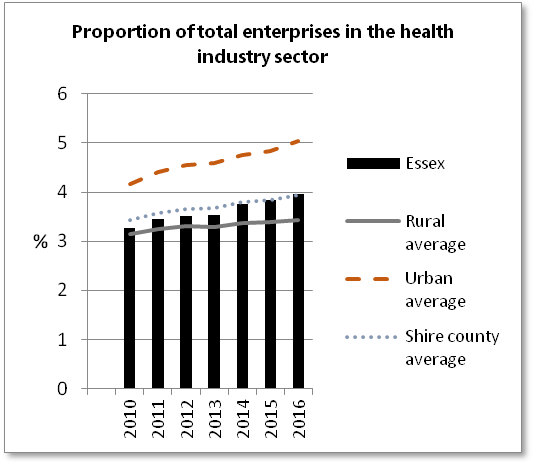 Proportion of total enterprises in the health
industry sector
6
5
4
3
2
1
0
%
2010
2011
2012
2013
2014
2015
2016
Essex
Rural
average
Urban
average
Shire county
average